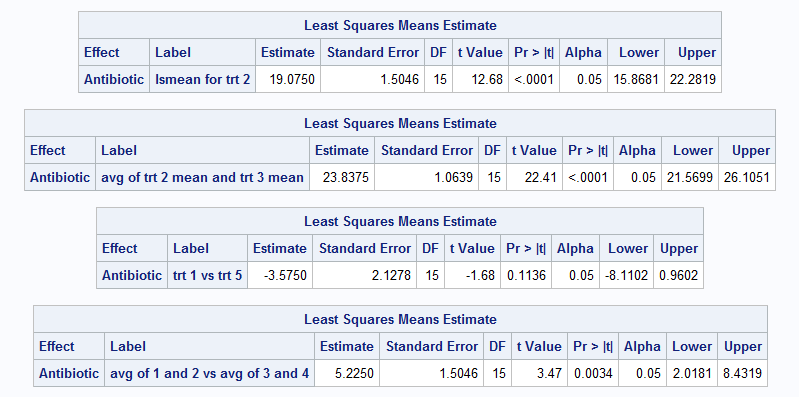 Least Squares Means Estimate
Effect Label Estimate Standard Error DF t Value Pr > |t| Alpha Lower Upper
Antibiotic lsmean for trt 2 19.0750 1.5046 15 12.68 <.0001 0.05 15.8681 22.2819
Least Squares Means Estimate
Effect Label Estimate Standard Error DF t Value Pr > |t| Alpha Lower Upper
Antibiotic avg of trt 2 mean and trt 3 mean 23.8375 1.0639 15 22.41 <.0001 0.05 21.5699 26.1051
Least Squares Means Estimate
Effect Label Estimate Standard Error DF t Value Pr > |t| Alpha Lower Upper
Antibiotic trt 1 vs trt 5 -3.5750 2.1278 15 -1.68 0.1136 0.05 -8.1102 0.9602
Least Squares Means Estimate
Effect Label Estimate Standard Error DF t Value Pr > |t| Alpha Lower Upper
Antibiotic avg of 1 and 2 vs avg of 3 and 4 5.2250 1.5046 15 3.47 0.0034 0.05 2.0181 8.4319